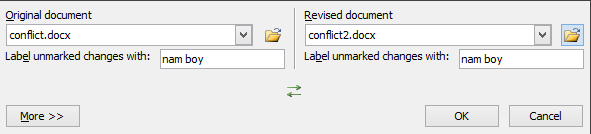 Original document
Revised document
conflict.docx
conflict2.docx
Label unmarked changes with: nam boy
Label unmarked changes with: nam boy
More >>
OK
Cancel